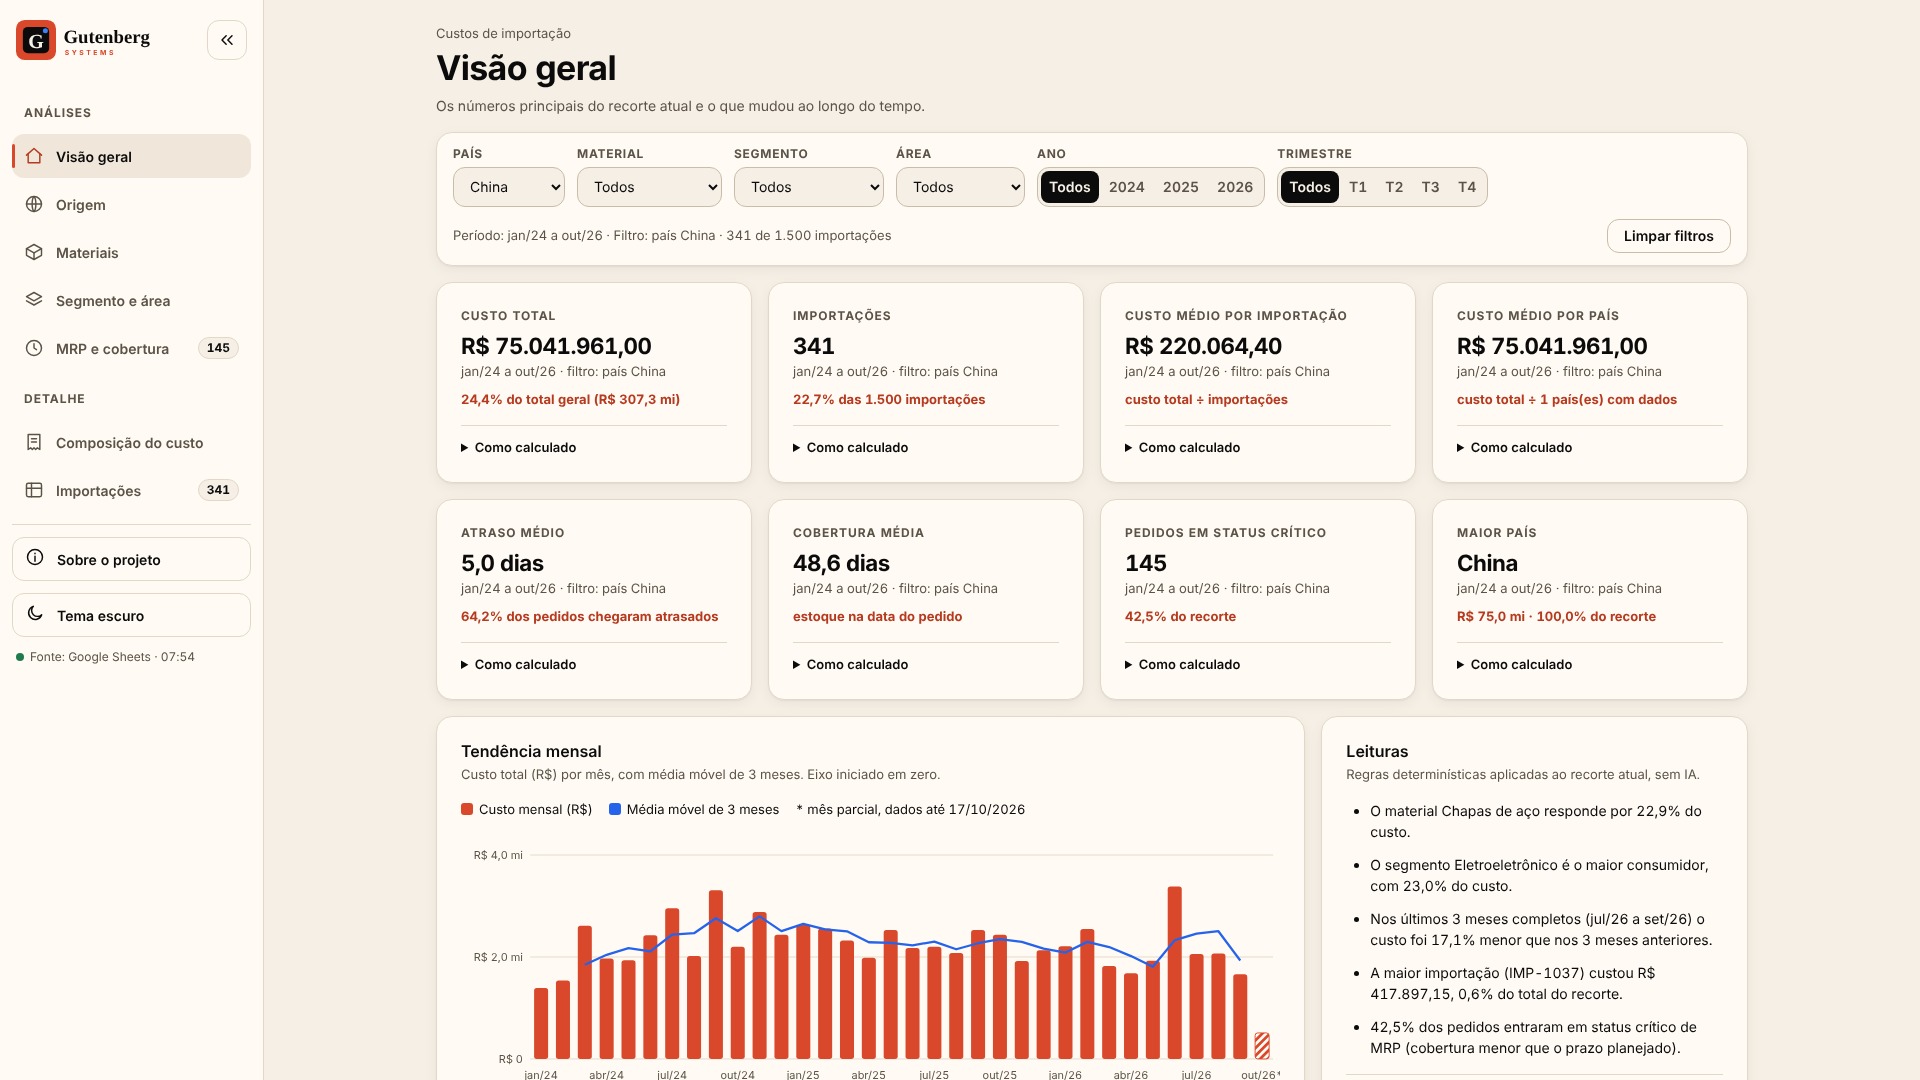 G
Gutenberg
SYSTEMS
ANÁLISES
Visão geral
Origem
Materiais
Segmento e área
MRP e cobertura 145
DETALHE
Composição do custo
Importações 341
Sobre o projeto
Tema escuro
Fonte: Google Sheets · 07:54
Custos de importação
Visão geral
Os números principais do recorte atual e o que mudou ao longo do tempo.
PAÍS MATERIAL SEGMENTO ÁREA ANO TRIMESTRE
China Todos Todos Todos Todos 2024 2025 2026 Todos T1 T2 T3 T4
Período: jan/24 a out/26 · Filtro: país China · 341 de 1.500 importações
Limpar filtros
CUSTO TOTAL
R$ 75.041.961,00
jan/24 a out/26 · filtro: país China
24,4% do total geral (R$ 307,3 mi)
Como calculado
IMPORTAÇÕES
341
jan/24 a out/26 · filtro: país China
22,7% das 1.500 importações
Como calculado
CUSTO MÉDIO POR IMPORTAÇÃO
R$ 220.064,40
jan/24 a out/26 · filtro: país China
custo total ÷ importações
Como calculado
CUSTO MÉDIO POR PAÍS
R$ 75.041.961,00
jan/24 a out/26 · filtro: país China
custo total ÷ 1 país(es) com dados
Como calculado
ATRASO MÉDIO
5,0 dias
jan/24 a out/26 · filtro: país China
64,2% dos pedidos chegaram atrasados
Como calculado
COBERTURA MÉDIA
48,6 dias
jan/24 a out/26 · filtro: país China
estoque na data do pedido
Como calculado
PEDIDOS EM STATUS CRÍTICO
145
jan/24 a out/26 · filtro: país China
42,5% do recorte
Como calculado
MAIOR PAÍS
China
jan/24 a out/26 · filtro: país China
R$ 75,0 mi · 100,0% do recorte
Como calculado
Tendência mensal
Custo total (R$) por mês, com média móvel de 3 meses. Eixo iniciado em zero.
Custo mensal (R$) Média móvel de 3 meses * mês parcial, dados até 17/10/2026
R$ 4,0 mi
R$ 2,0 mi
R$ 0
jan/24 abr/24 jul/24 out/24 jan/25 abr/25 jul/25 out/25 jan/26 abr/26 jul/26 out/26*
Leituras
Regras determinísticas aplicadas ao recorte atual, sem IA.
• O material Chapas de aço responde por 22,9% do
custo.
• O segmento Eletroeletrônico é o maior consumidor,
com 23,0% do custo.
• Nos últimos 3 meses completos (jul/26 a set/26) o
custo foi 17,1% menor que nos 3 meses anteriores.
• A maior importação (IMP-1037) custou R$
417.897,15, 0,6% do total do recorte.
• 42,5% dos pedidos entraram em status crítico de
MRP (cobertura menor que o prazo planejado).